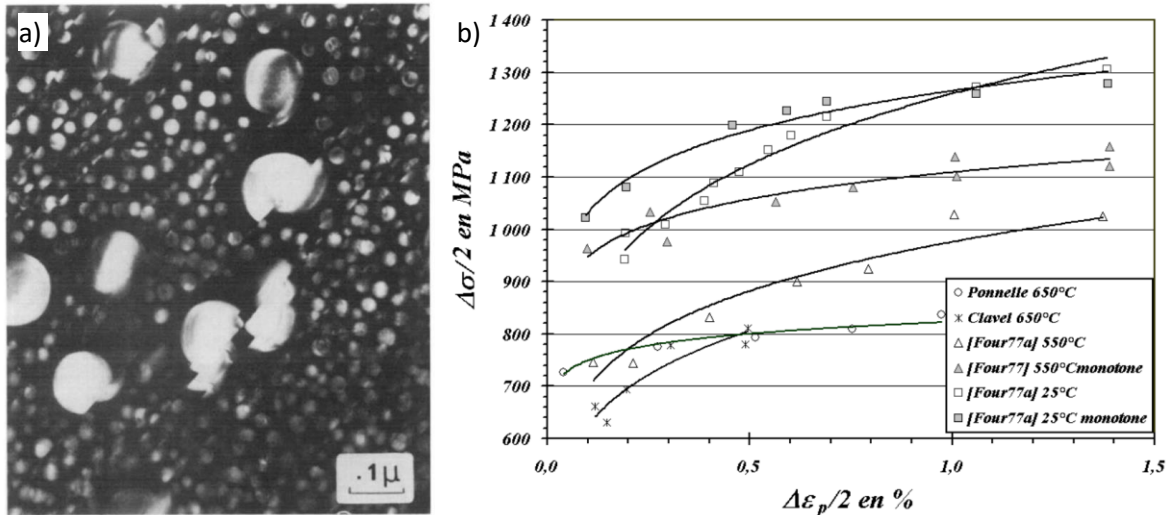 a)
.1μ
b)
Δσ/2 en MPa
1 400
1 300
1 200
1 100
1 000
900
800
700
600
0,0
0,5
1,0
1,5
Δεp/2 en %
Ponnelle 650°C
Clavel 650°C
[Four77a] 550°C
[Four77] 550°Cmonotone
[Four77a] 25°C
[Four77a] 25°C monotone